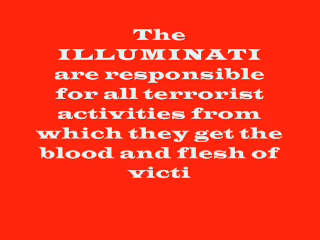 The
ILLUMINATI
are responsible
for all terrorist
activities from
which they get the
blood and flesh of
victi